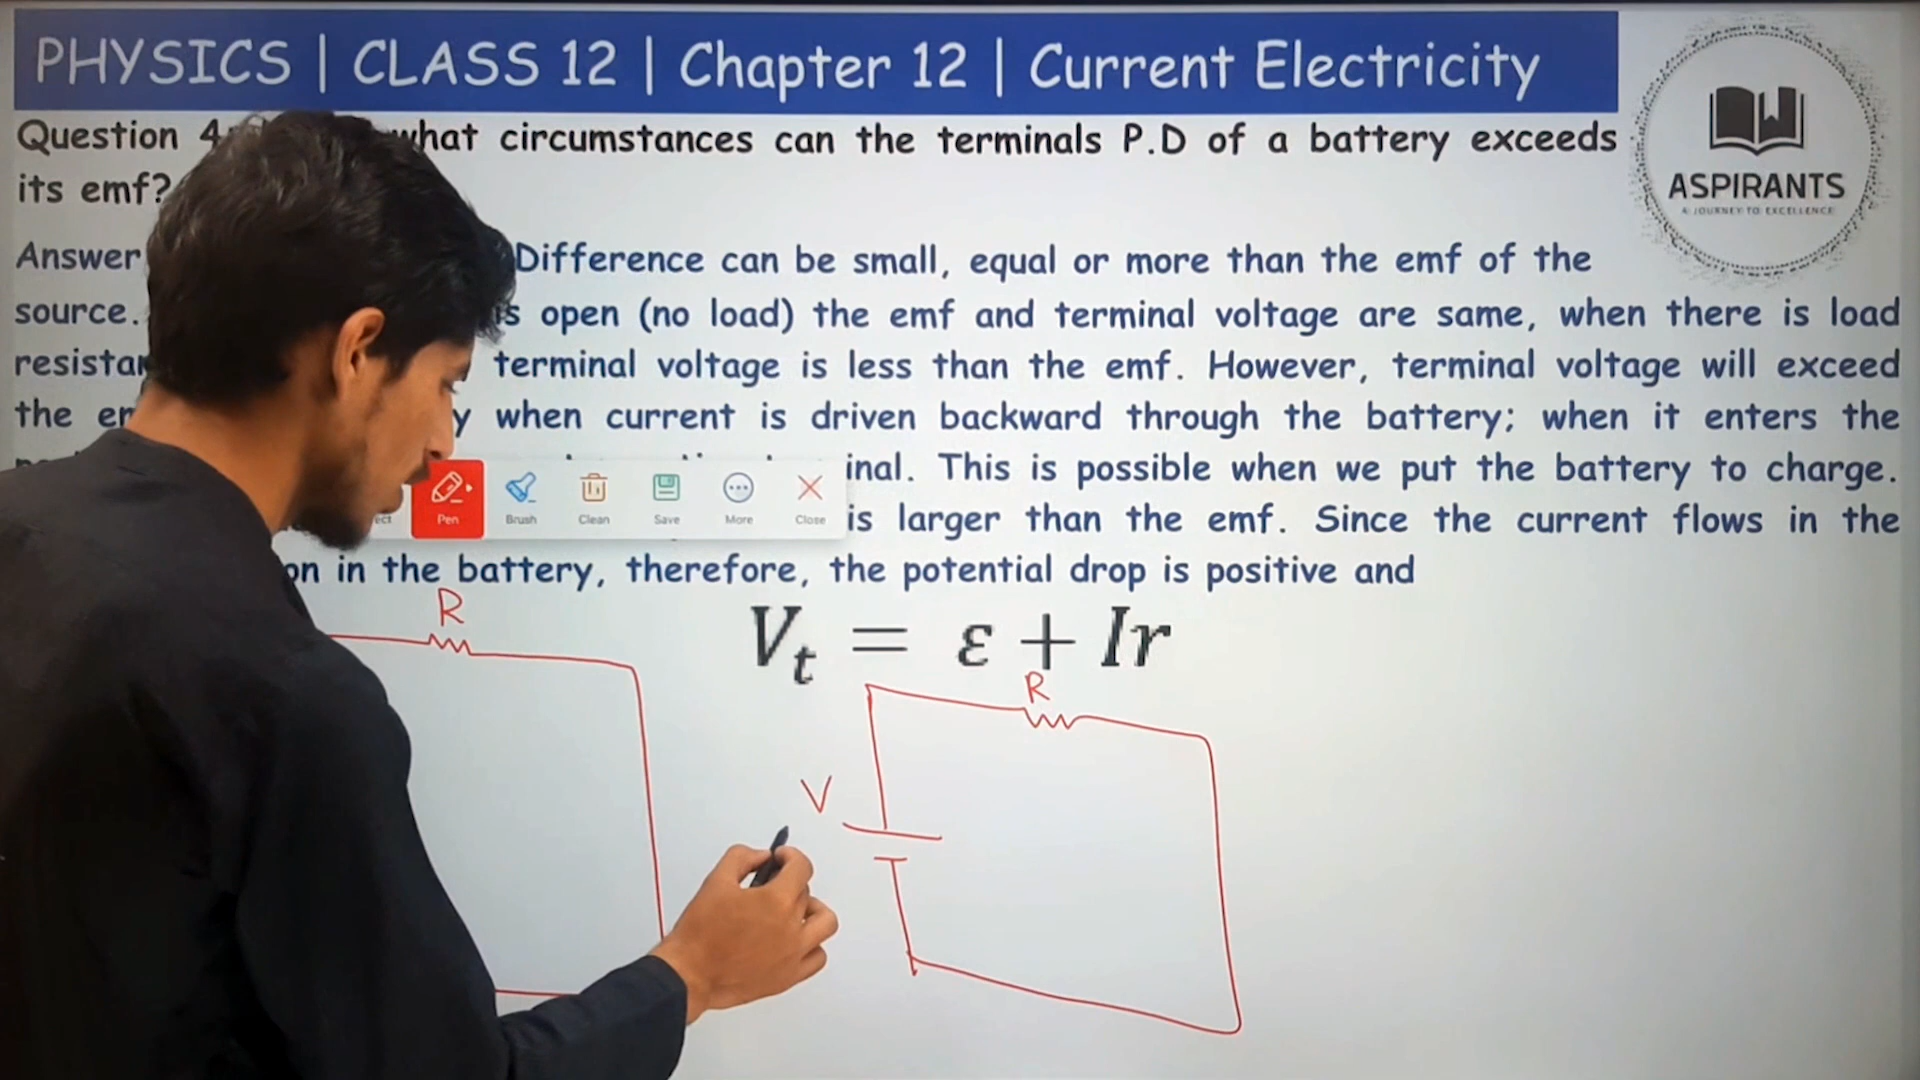 PHYSICS | CLASS 12 | Chapter 12 | Current Electricity
Question 4 what circumstances can the terminals P.D of a battery exceeds
its emf?
ASPIRANTS
A JOURNEY TO EXCELLENCE
Answer Difference can be small, equal or more than the emf of the
source. is open (no load) the emf and terminal voltage are same, when there is load
terminal voltage is less than the emf. However, terminal voltage will exceed
the when current is driven backward through the battery; when it enters the
This is possible when we put the battery to charge.
is larger than the emf. Since the current flows in the
in the battery, therefore, the potential drop is positive and
Pen Brush Clean Save More Close
R
Vt = ε + Ir
R
V